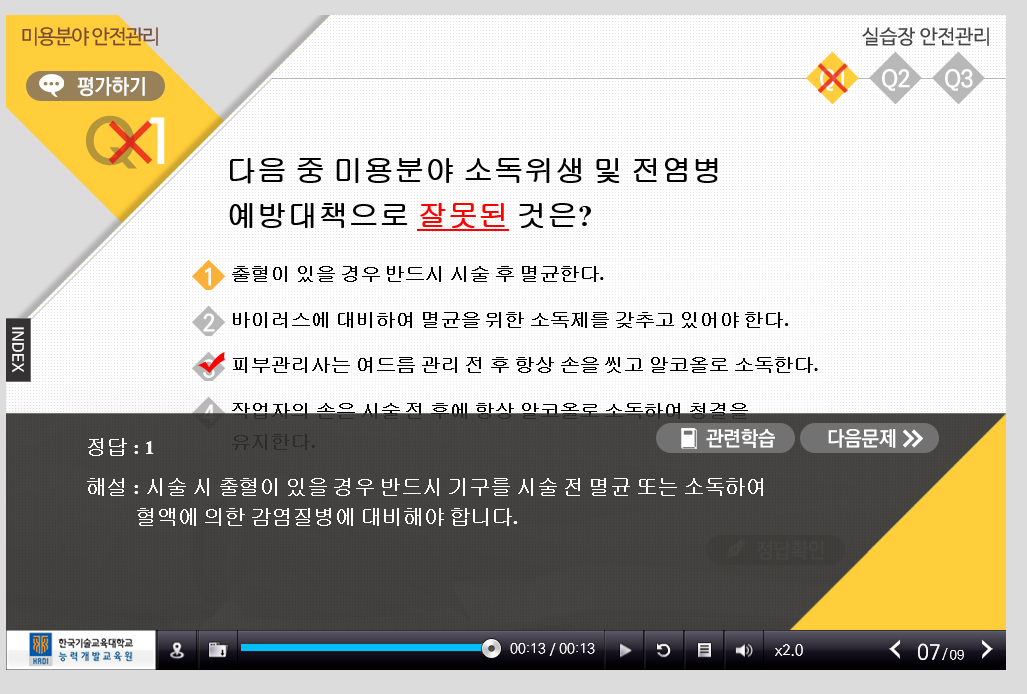 미용분야 안전관리
실습장 안전관리
평가하기
Q1 Q2 Q3
Q1
다음 중 미용분야 소독위생 및 전염병
예방대책으로 잘못된 것은?
1 출혈이 있을 경우 반드시 시술 후 멸균한다.
2 바이러스에 대비하여 멸균을 위한 소독제를 갖추고 있어야 한다.
INDEX
3 피부관리사는 여드름 관리 전 후 항상 손을 씻고 알코올로 소독한다.
4 작업자의 손은 시술 전 후에 항상 알코올로 소독하여 청결을
유지한다.
관련학습 다음문제
정답 : 1
해설 : 시술 시 출혈이 있을 경우 반드시 기구를 시술 전 멸균 또는 소독하여
혈액에 의한 감염질병에 대비해야 합니다.
정답확인
HRDI 한국기술교육대학교
능력개발교육원
00:13 / 00:13 x2.0 07/09